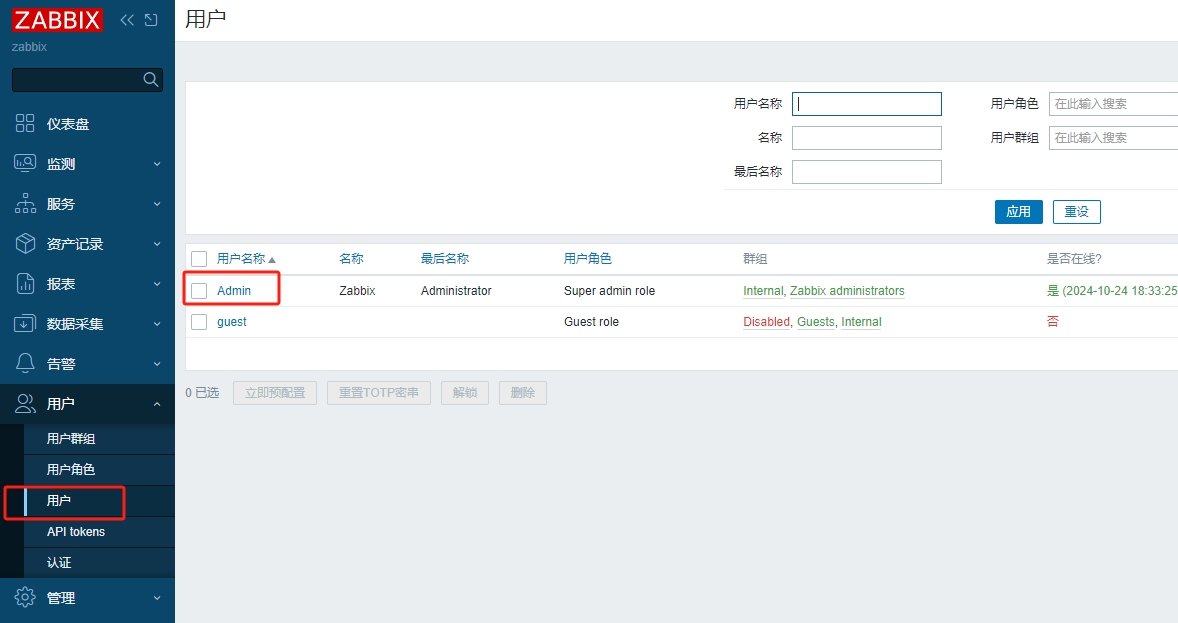 ZABBIX
zabbix
仪表盘
监测
服务
资产记录
报表
数据采集
告警
用户
用户群组
用户角色
用户
API tokens
认证
管理
用户
用户名称 用户角色 在此输入搜索
名称 用户群组 在此输入搜索
最后名称
应用 重设
用户名称 名称 最后名称 用户角色 群组 是否在线?
Admin Zabbix Administrator Super admin role Internal, Zabbix administrators 是 (2024-10-24 18:33:25
guest Guest role Disabled, Guests, Internal 否
0 已选 立即预配置 重置TOTP密串 解锁 删除